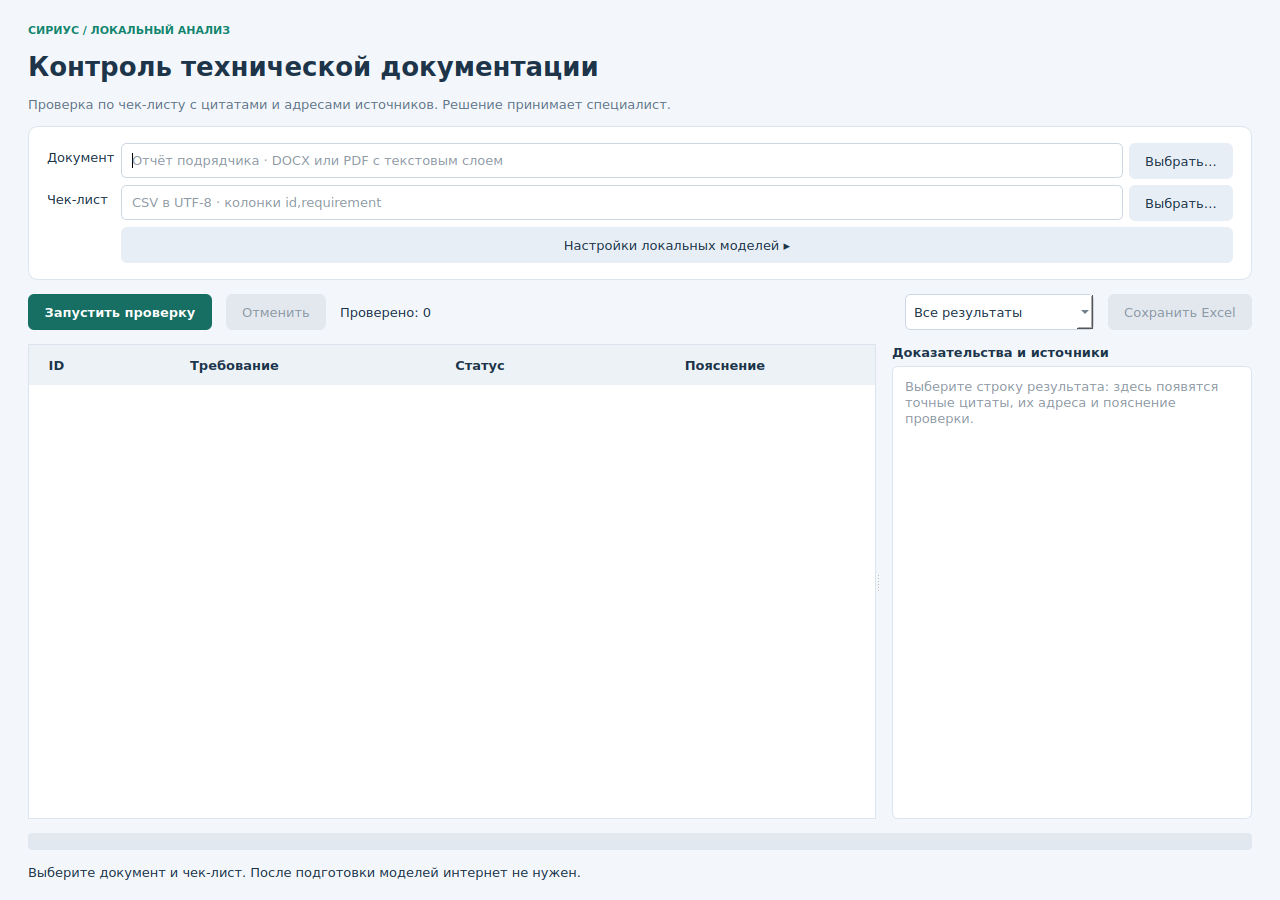 СИРИУС / ЛОКАЛЬНЫЙ АНАЛИЗ
Контроль технической документации
Проверка по чек-листу с цитатами и адресами источников. Решение принимает специалист.
Документ
Отчёт подрядчика · DOCX или PDF с текстовым слоем
Выбрать…
Чек-лист
CSV в UTF-8 · колонки id,requirement
Выбрать…
Настройки локальных моделей ▸
Запустить проверку
Отменить
Проверено: 0
Все результаты
Сохранить Excel
ID
Требование
Статус
Пояснение
Доказательства и источники
Выберите строку результата: здесь появятся
точные цитаты, их адреса и пояснение
проверки.
Выберите документ и чек-лист. После подготовки моделей интернет не нужен.